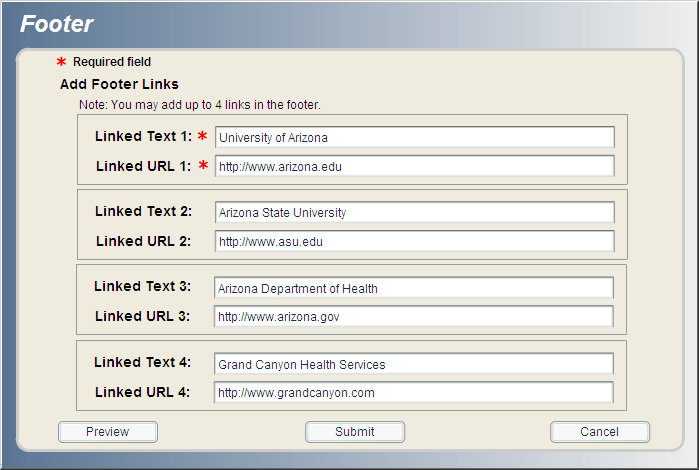 Footer
* Required field
Add Footer Links
Note: You may add up to 4 links in the footer.
Linked Text 1: * University of Arizona
Linked URL 1: * http://www.arizona.edu
Linked Text 2: Arizona State University
Linked URL 2: http://www.asu.edu
Linked Text 3: Arizona Department of Health
Linked URL 3: http://www.arizona.gov
Linked Text 4: Grand Canyon Health Services
Linked URL 4: http://www.grandcanyon.com
Preview Submit Cancel